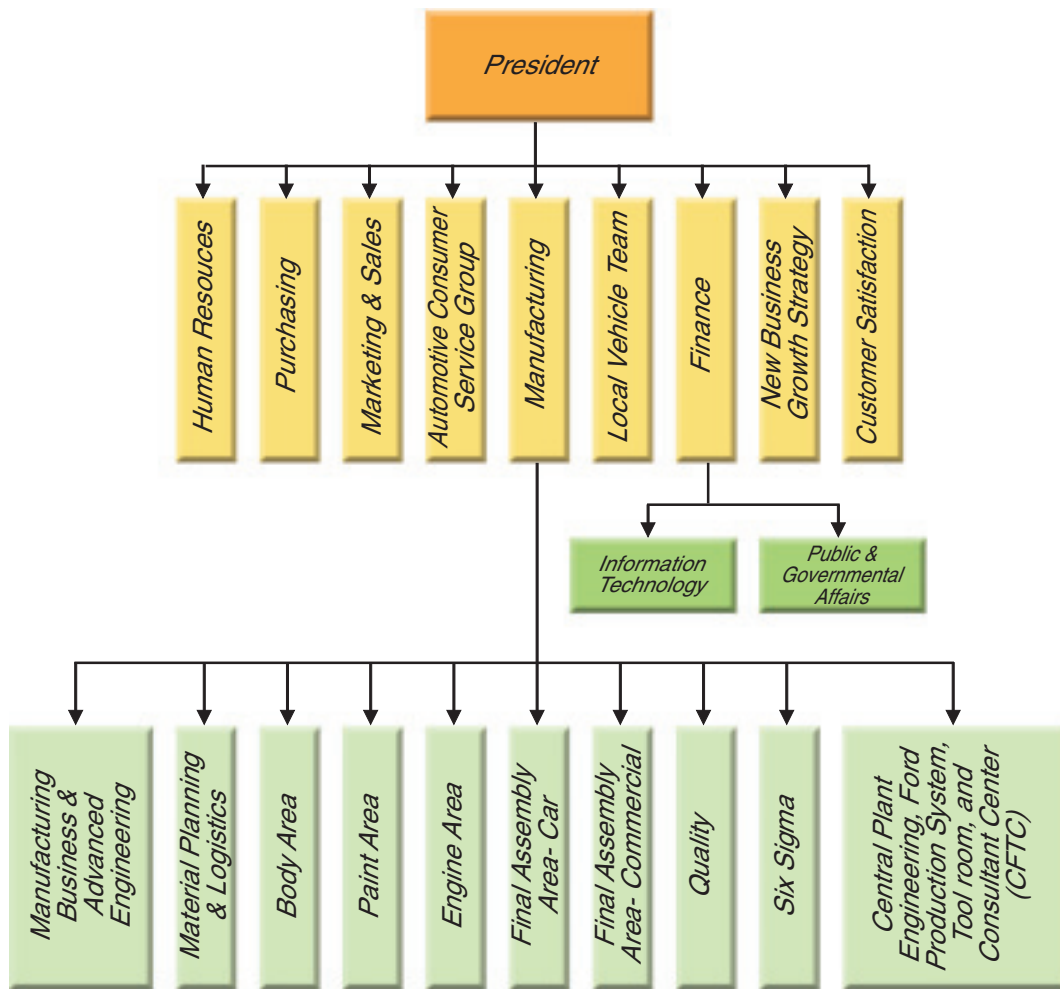 President
Human Resouces
Purchasing
Marketing & Sales
Automotive Consumer
Service Group
Manufacturing
Local Vehicle Team
Finance
New Business
Growth Strategy
Customer Satisfaction
Information
Technology
Public &
Governmental
Affairs
Manufacturing
Business &
Advanced
Engineering
Material Planning
& Logistics
Body Area
Paint Area
Engine Area
Final Assembly
Area- Car
Final Assembly
Area- Commercial
Quality
Six Sigma
Central Plant
Engineering, Ford
Production System,
Tool room, and
Consultant Center
(CFTC)